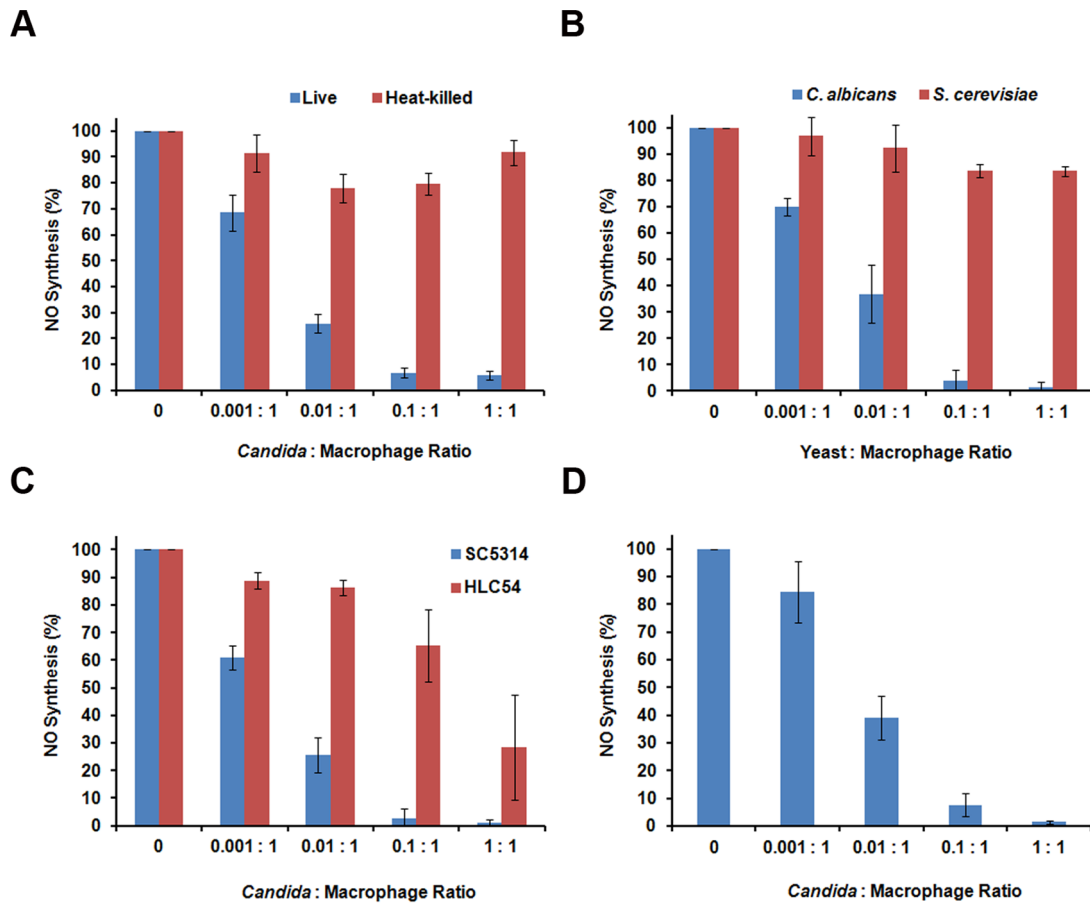 A
Live Heat-killed
NO Synthesis (%)
100
90
80
70
60
50
40
30
20
10
0
0 0.001 : 1 0.01 : 1 0.1 : 1 1 : 1
Candida : Macrophage Ratio
B
C. albicans S. cerevisiae
NO Synthesis (%)
100
90
80
70
60
50
40
30
20
10
0
0 0.001 : 1 0.01 : 1 0.1 : 1 1 : 1
Yeast : Macrophage Ratio
C
SC5314
HLC54
NO Synthesis (%)
100
90
80
70
60
50
40
30
20
10
0
0 0.001 : 1 0.01 : 1 0.1 : 1 1 : 1
Candida : Macrophage Ratio
D
NO Synthesis (%)
100
90
80
70
60
50
40
30
20
10
0
0 0.001 : 1 0.01 : 1 0.1 : 1 1 : 1
Candida : Macrophage Ratio